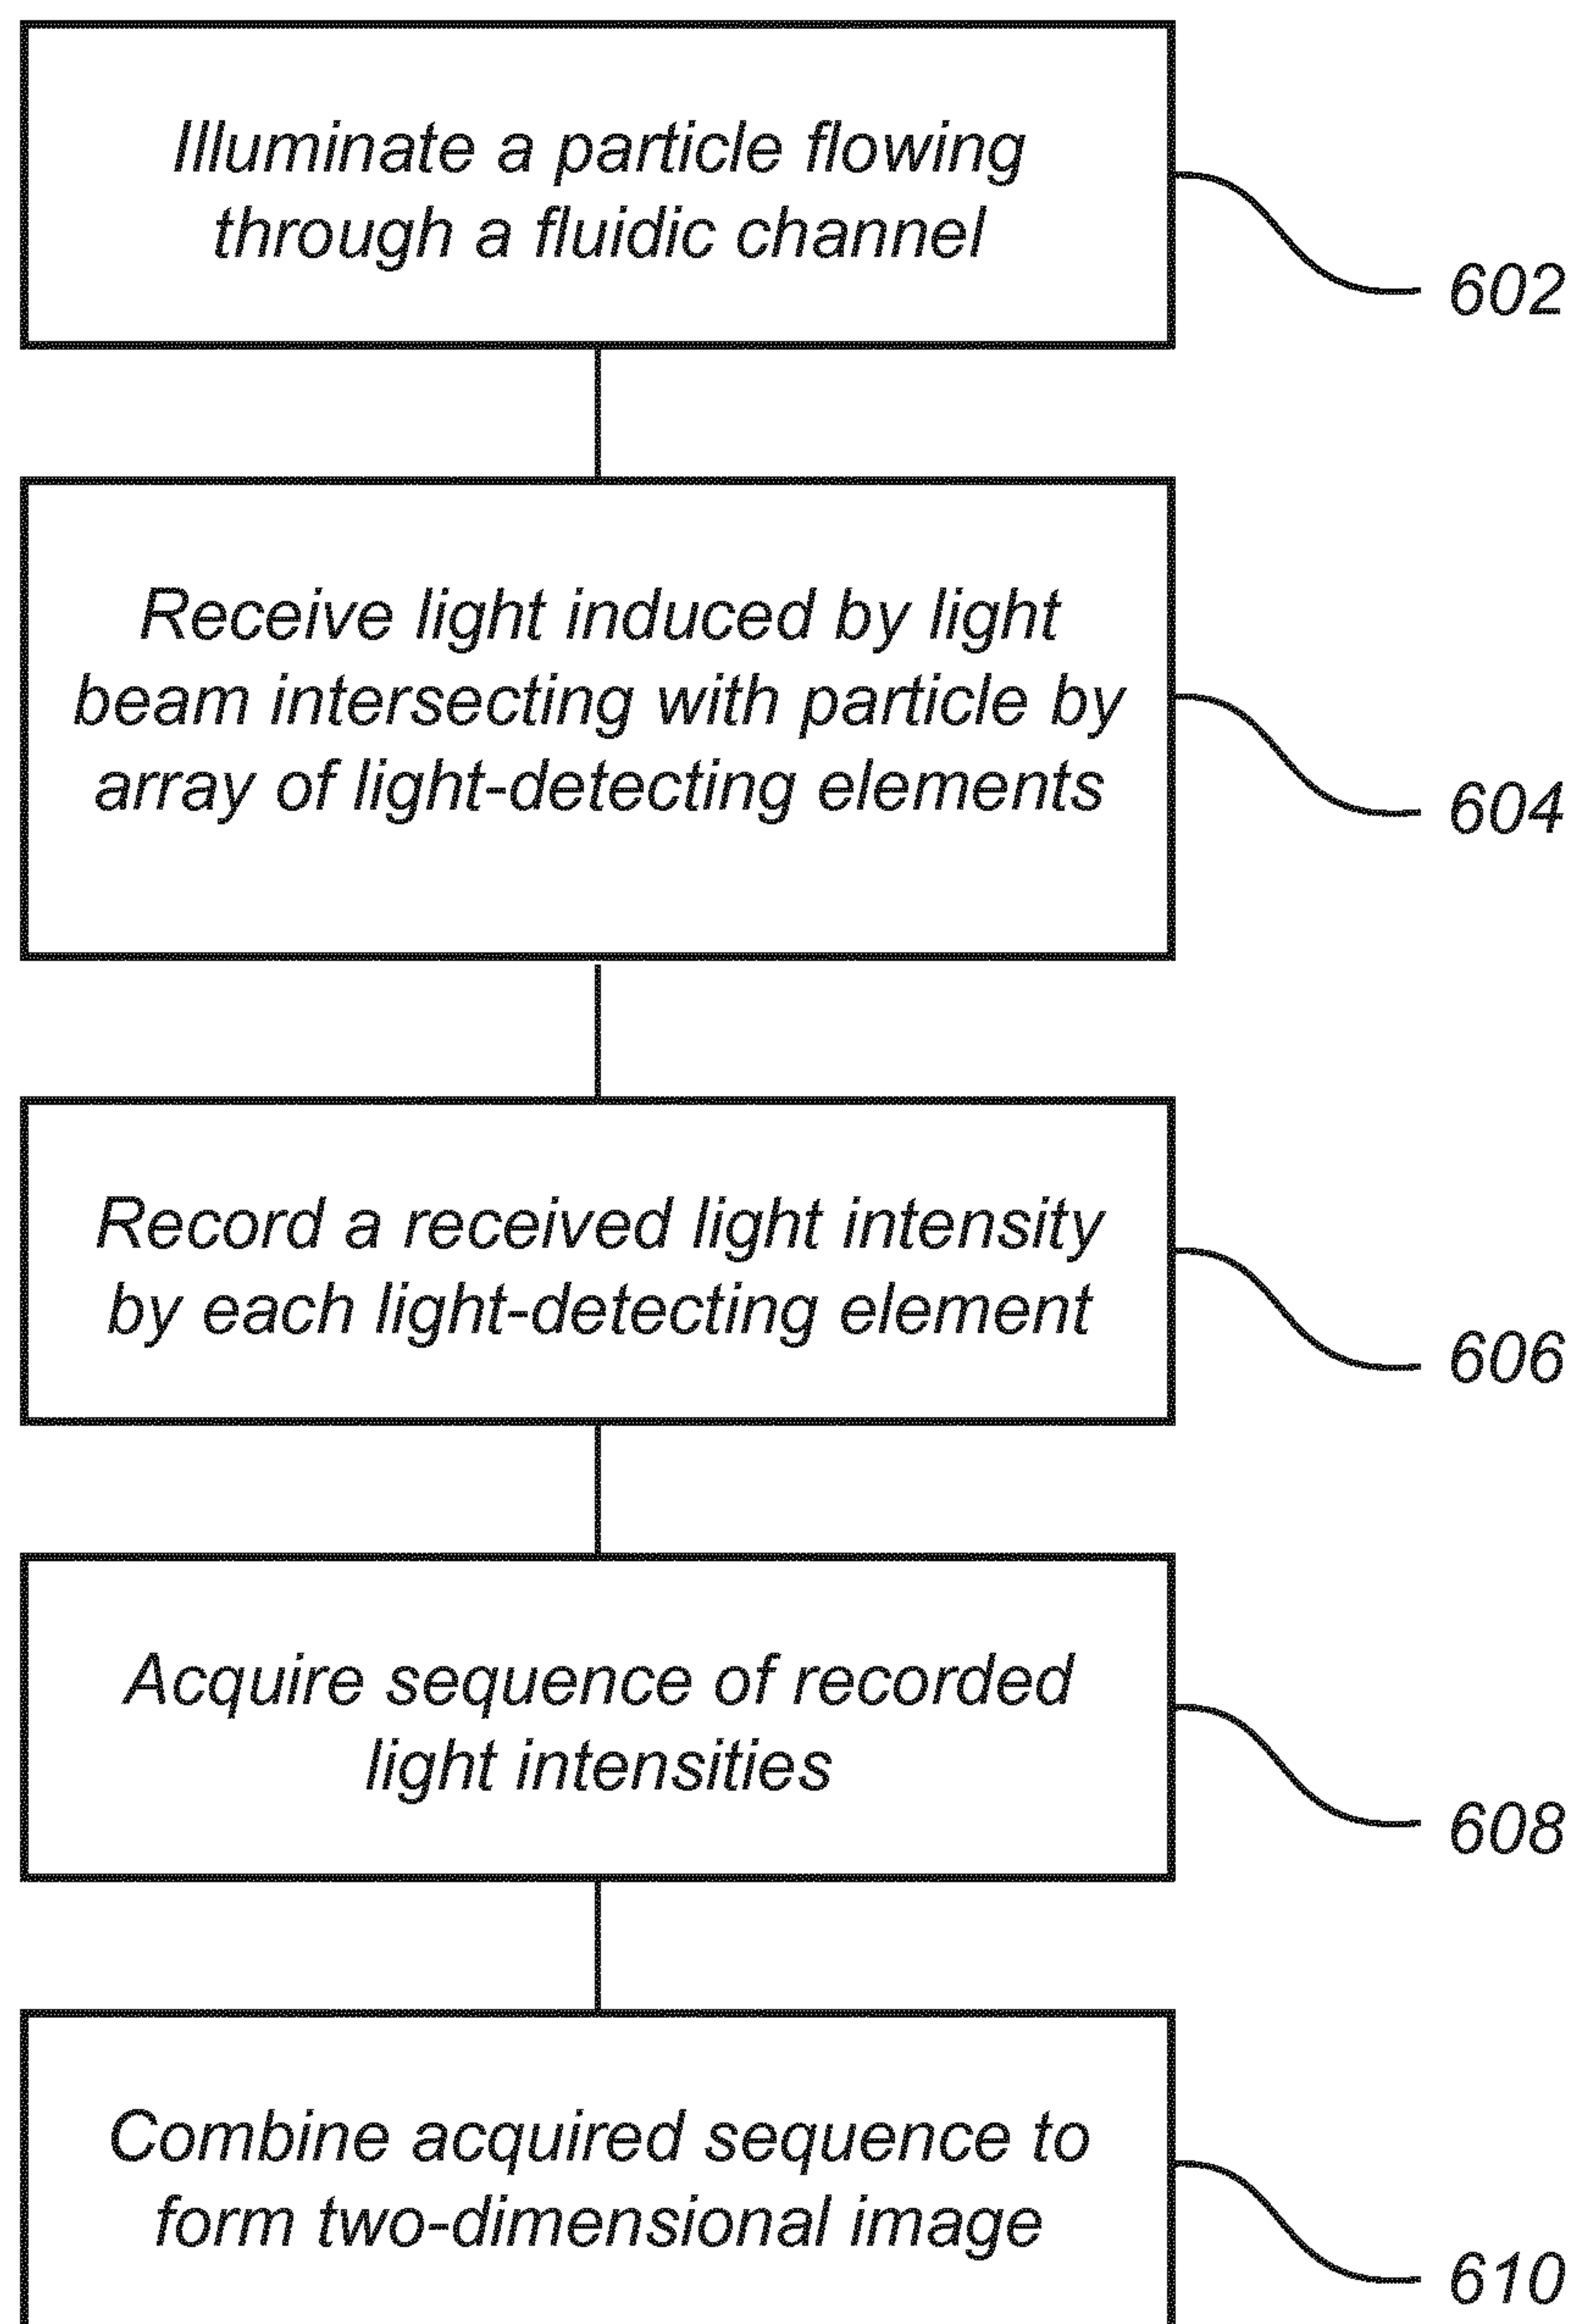 Illuminate a particle flowing
through a fluidic channel
602
Receive light induced by light
beam intersecting with particle by
array of light-detecting elements
604
Record a received light intensity
by each light-detecting element
606
Acquire sequence of recorded
light intensities
608
Combine acquired sequence to
form two-dimensional image
610